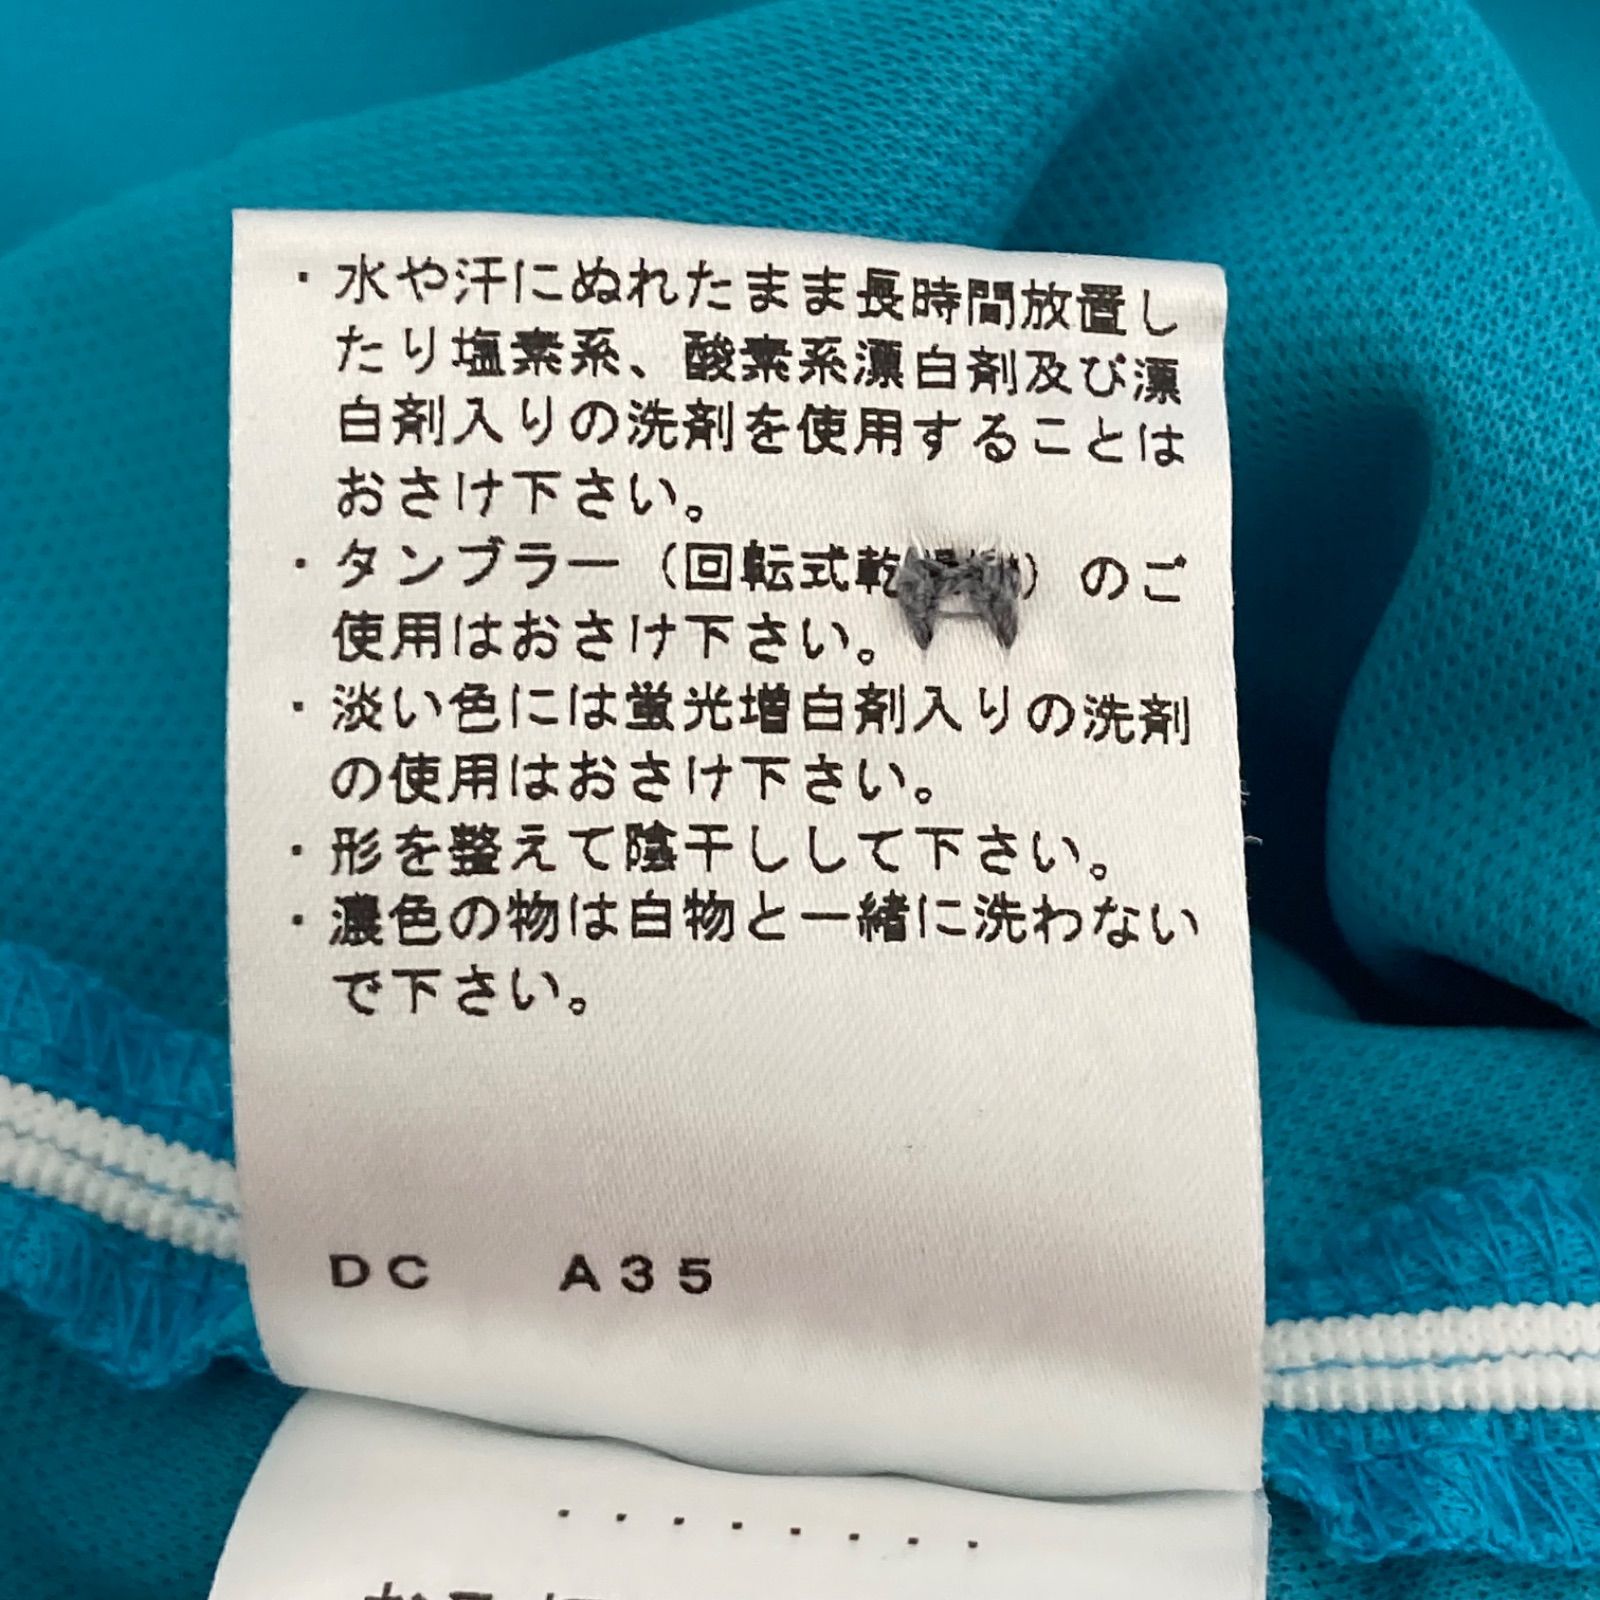 ・水や汗にぬれたまま長時間放置し
たり塩素系、酸素系漂白剤及び漂
白剤入りの洗剤を使用することは
おさけ下さい。
・タンブラー（回転式乾）のご
使用はおさけ下さい。
・淡い色には蛍光増白剤入りの洗剤
の使用はおさけ下さい。
・形を整えて陰干しして下さい。
・濃色の物は白物と一緒に洗わない
で下さい。
DC A35
・・・・・・・・